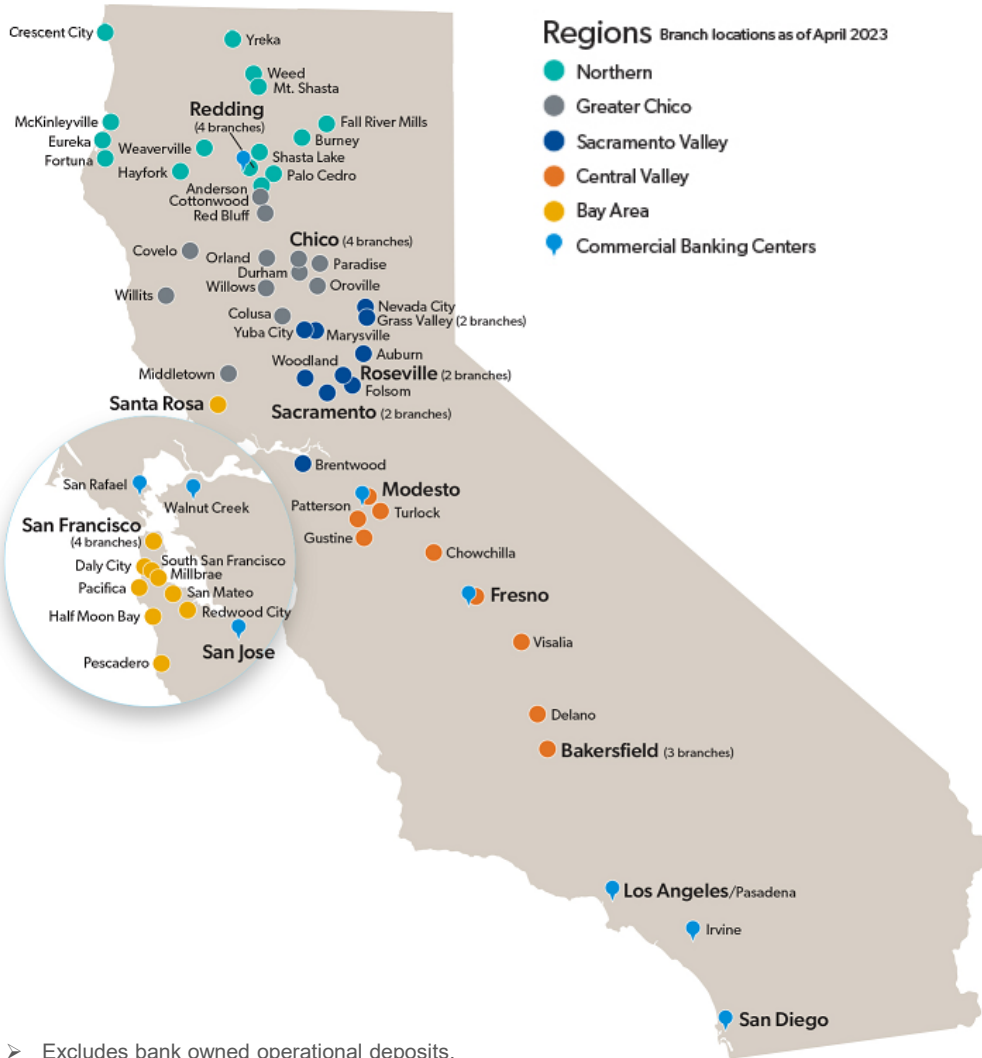 Regions Branch locations as of April 2023
Northern
Greater Chico
Sacramento Valley
Central Valley
Bay Area
Commercial Banking Centers
Crescent City
Yreka
Weed
Mt. Shasta
Redding
(4 branches)
McKinleyville
Fall River Mills
Eureka
Burney
Weaverville
Fortuna
Shasta Lake
Hayfork
Palo Cedro
Anderson
Cottonwood
Red Bluff
Chico (4 branches)
Covelo
Orland
Paradise
Durham
Willows
Oroville
Willits
Nevada City
Colusa
Grass Valley (2 branches)
Yuba City
Marysville
Auburn
Woodland
Middletown
Roseville (2 branches)
Folsom
Santa Rosa
Sacramento (2 branches)
Brentwood
San Rafael
Modesto
Walnut Creek
Patterson
Turlock
San Francisco
(4 branches)
Gustine
Chowchilla
South San Francisco
Daly City
Millbrae
Pacifica
San Mateo
Fresno
Redwood City
Half Moon Bay
Visalia
San Jose
Pescadero
Delano
Bakersfield (3 branches)
Los Angeles/Pasadena
Irvine
San Diego
➢ Excludes bank owned operational deposits.